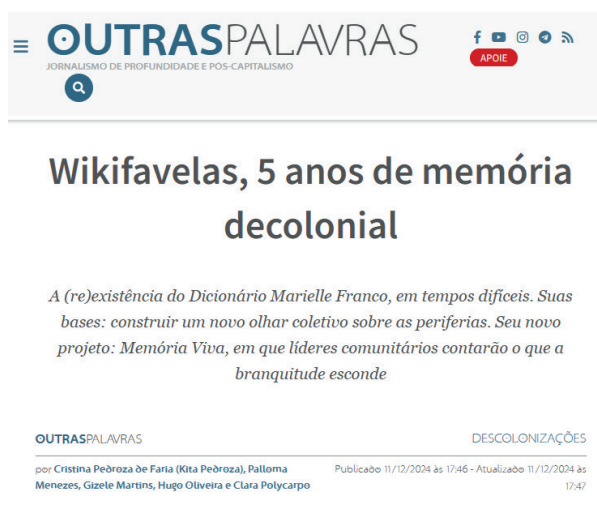 OUTRASPALAVRAS
JORNALISMO DE PROFUNDIDADE E PÓS-CAPITALISMO
APOIE
Wikifavelas, 5 anos de memória
decolonial
A (re)existência do Dicionário Marielle Franco, em tempos difíceis. Suas
bases: construir um novo olhar coletivo sobre as periferias. Seu novo
projeto: Memória Viva, em que líderes comunitários contarão o que a
branquitude esconde
OUTRASPALAVRAS
DESCOLONIZAÇÕES
por Cristina Pedroza de Faria (Kita Pedroza), Palloma
Menezes, Gizele Martins, Hugo Oliveira e Clara Polycarpo
Publicado 11/12/2024 às 17:46 - Atualizado 11/12/2024 às
17:47